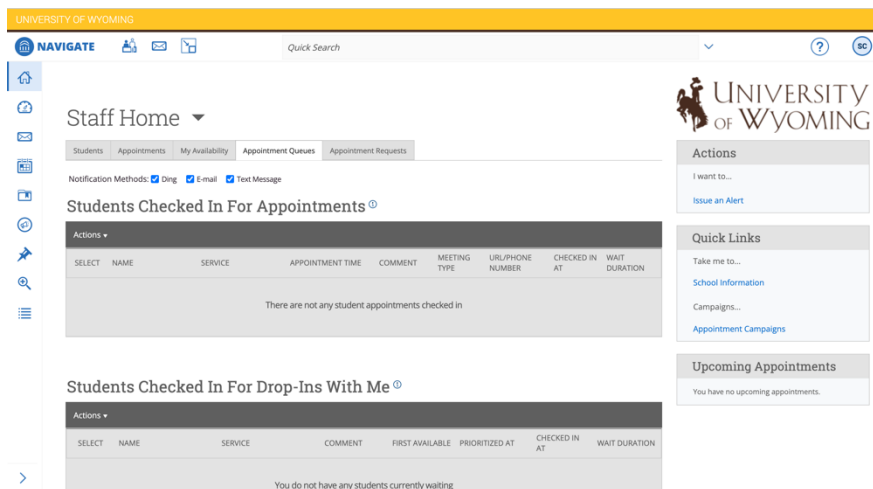 UNIVERSITY OF WYOMING
NAVIGATE
Quick Search
?
SC
UNIVERSITY
OF WYOMING
Staff Home
Students Appointments My Availability Appointment Queues Appointment Requests
Notification Methods: Ding E-mail Text Message
Students Checked In For Appointments
Actions
SELECT NAME SERVICE APPOINTMENT TIME COMMENT MEETING TYPE URL/PHONE NUMBER CHECKED IN AT WAIT DURATION
There are not any student appointments checked in
Students Checked In For Drop-Ins With Me
Actions
SELECT NAME SERVICE COMMENT FIRST AVAILABLE PRIORITIZED AT CHECKED IN AT WAIT DURATION
You do not have any students currently waiting
Actions
I want to...
Issue an Alert
Quick Links
Take me to...
School Information
Campaigns...
Appointment Campaigns
Upcoming Appointments
You have no upcoming appointments.